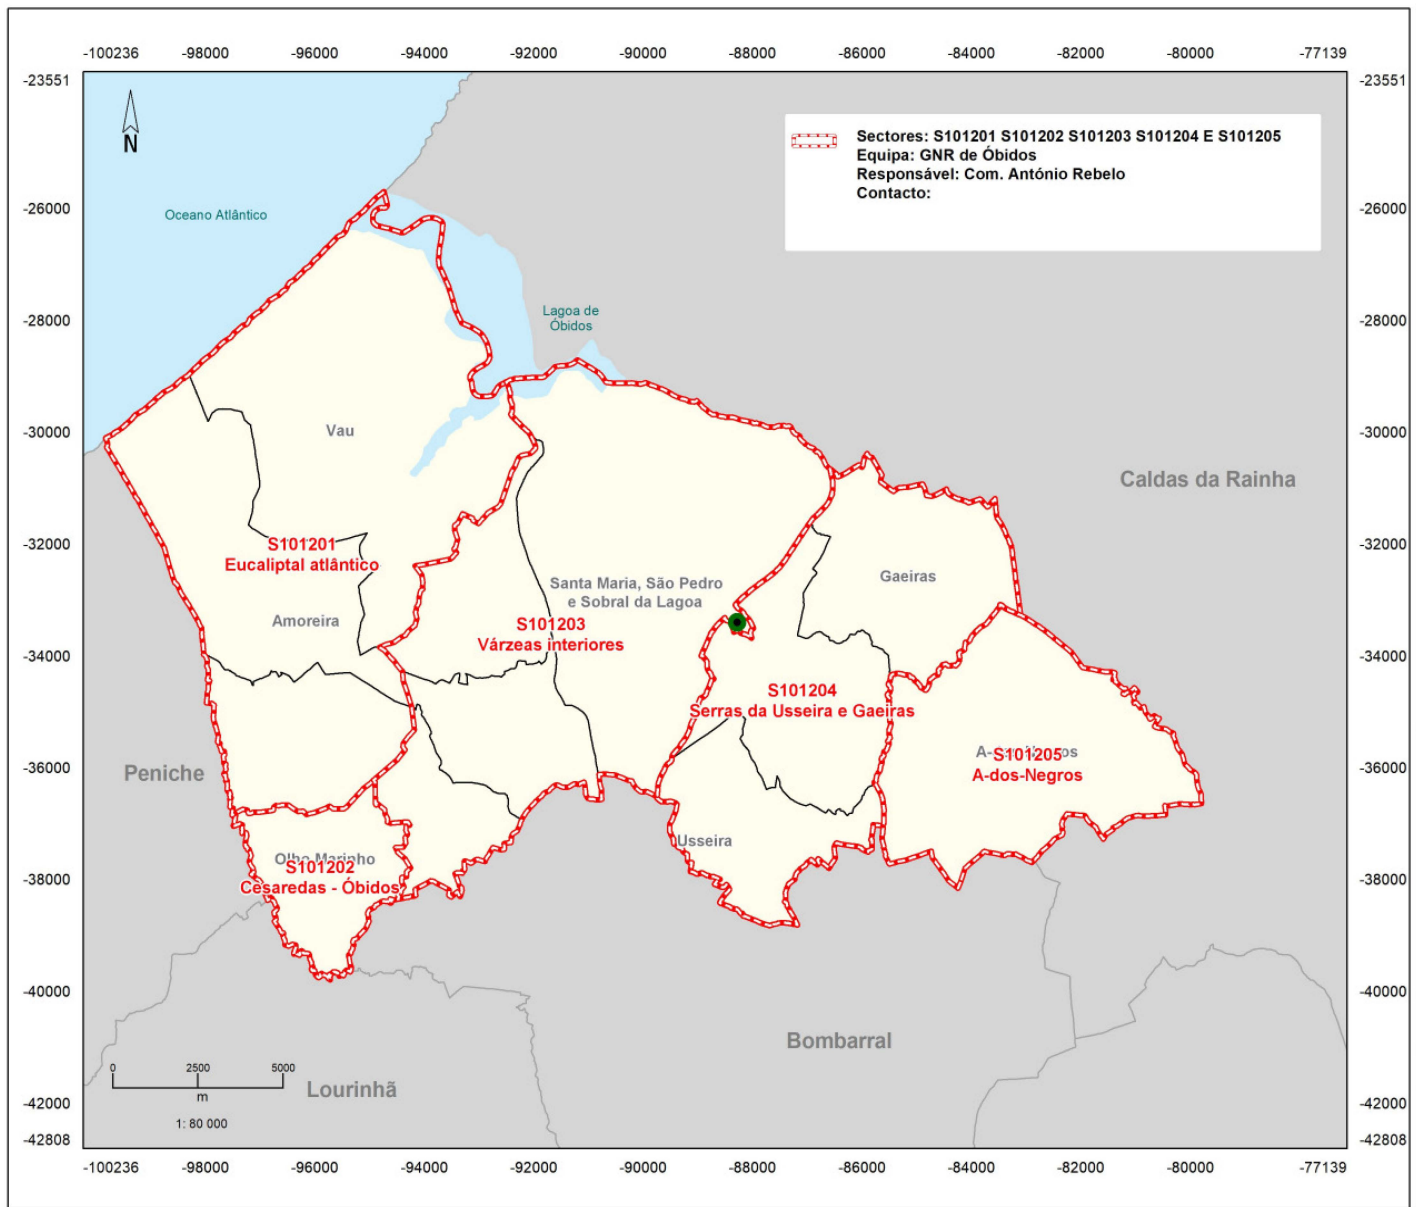 -100236 -98000 -96000 -94000 -92000 -90000 -88000 -86000 -84000 -82000 -80000 -77139
-23551 -23551
N
Sectores: S101201 S101202 S101203 S101204 E S101205
Equipa: GNR de Óbidos
Responsável: Com. António Rebelo
Contacto:
-26000 -26000
Oceano Atlântico
Lagoa de
Óbidos
-28000 -28000
Vau
-30000 -30000
Caldas da Rainha
-32000 -32000
S101201
Eucaliptal atlântico
Santa Maria, São Pedro
e Sobral da Lagoa
Gaeiras
Amoreira
S101203
Várzeas interiores
-34000 -34000
S101204
Serras da Usseira e Gaeiras
S101205
A-dos-Negros
Peniche
-36000 -36000
Usseira
Olho Marinho
S101202
Cesaredas - Óbidos
-38000 -38000
-40000 -40000
Bombarral
0 2500 5000
m
Lourinhã
1: 80 000
-42000 -42000
-42808 -42808
-100236 -98000 -96000 -94000 -92000 -90000 -88000 -86000 -84000 -82000 -80000 -77139